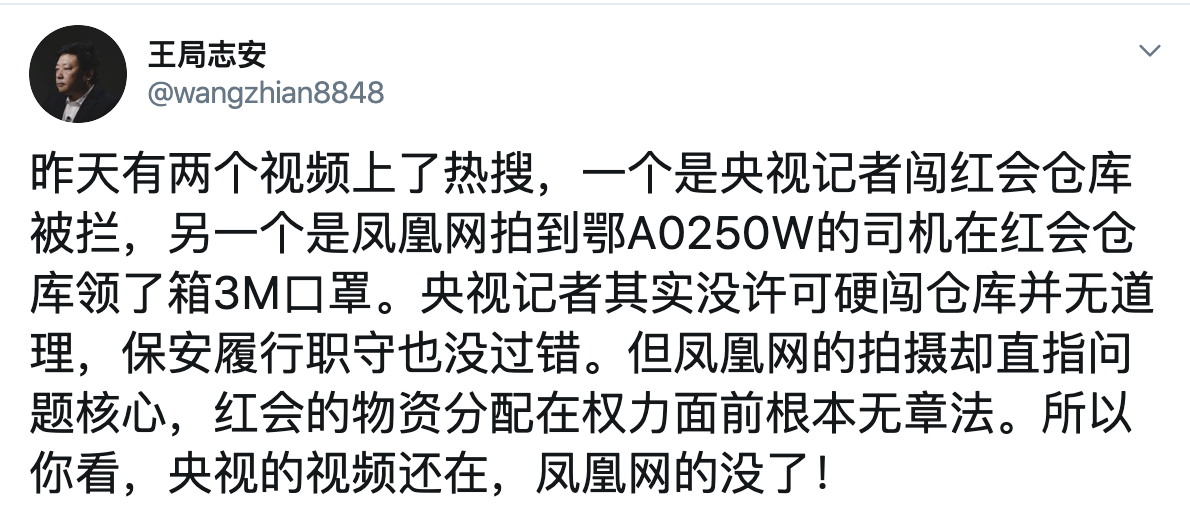 王局志安
@wangzhian8848
昨天有两个视频上了热搜，一个是央视记者闯红会仓库
被拦，另一个是凤凰网拍到鄂A0250W的司机在红会仓
库领了箱3M口罩。央视记者其实没许可硬闯仓库并无道
理，保安履行职守也没过错。但凤凰网的拍摄却直指问
题核心，红会的物资分配在权力面前根本无章法。所以
你看，央视的视频还在，凤凰网的没了！